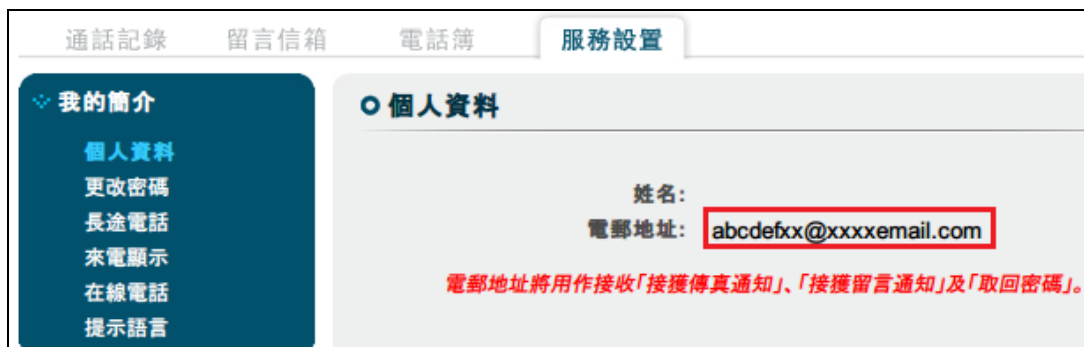 通話記錄 留言信箱 電話簿 服務設置
我的簡介
個人資料
更改密碼
長途電話
來電顯示
在線電話
提示語言
個人資料
姓名:
電郵地址: abcdefxx@xxxxemail.com
電郵地址將用作接收「接獲傳真通知」、「接獲留言通知」及「取回密碼」。